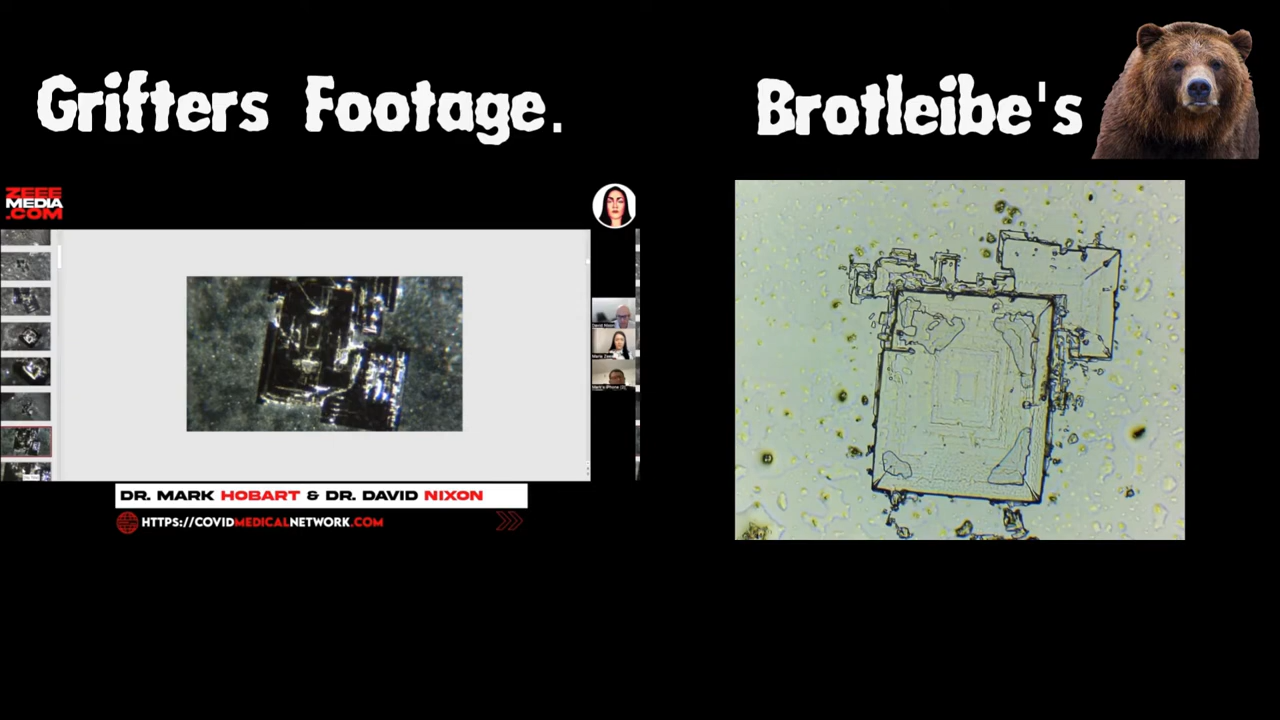 Grifters Footage.
Brotleibe's
ZEEE
MEDIA
.COM
DR. MARK HOBART & DR. DAVID NIXON
HTTPS://COVIDMEDICALNETWORK.COM